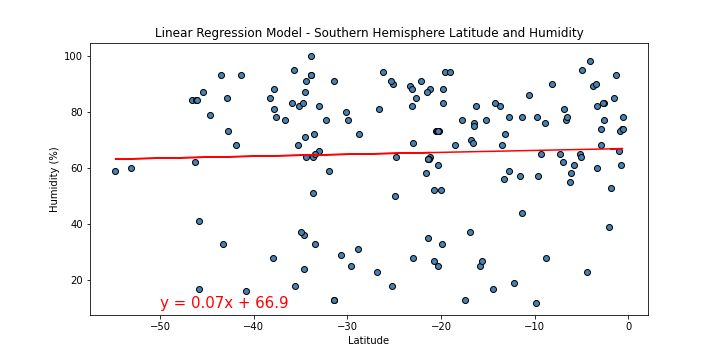 Linear Regression Model - Southern Hemisphere Latitude and Humidity
Humidity (%)
100
80
60
40
20
y = 0.07x + 66.9
−50
−40
−30
−20
−10
0
Latitude